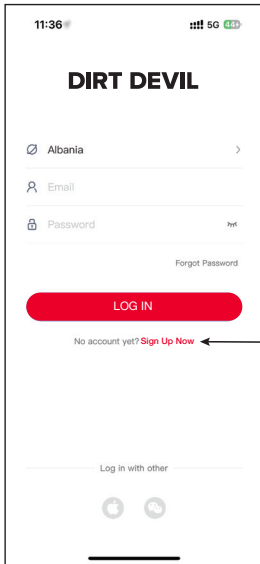 11:36
5G 44
DIRT DEVIL
Albania
Email
Password
Forgot Password
LOG IN
No account yet? Sign Up Now
Log in with other